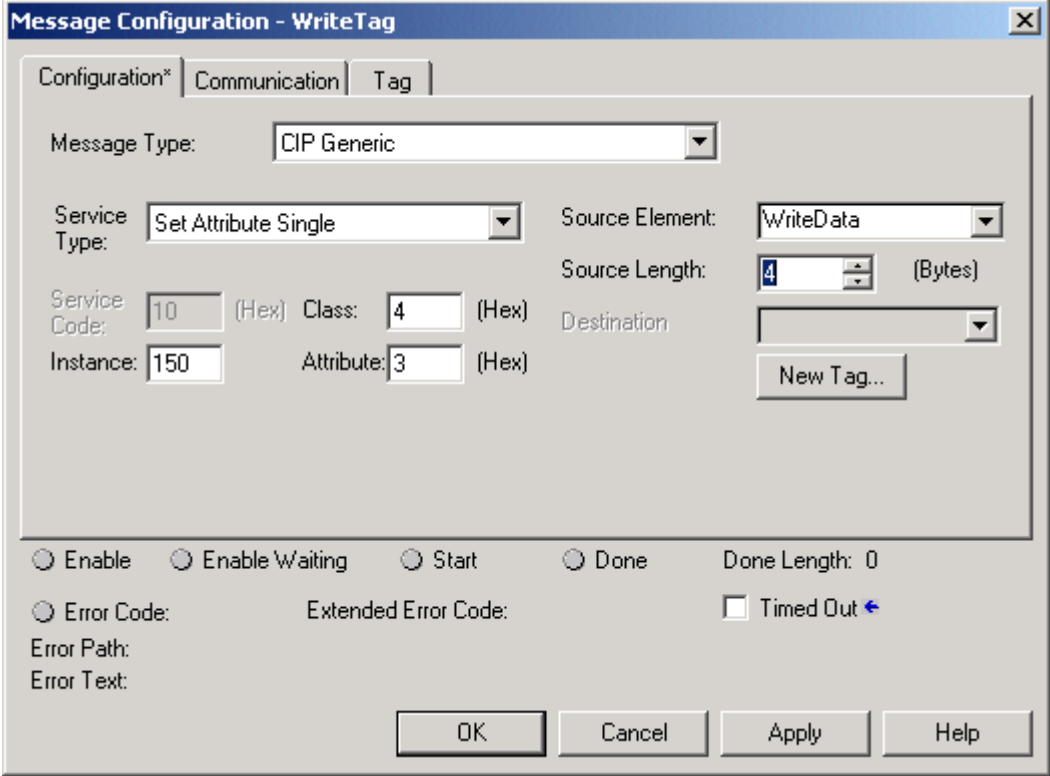 Message Configuration - WriteTag
Configuration* Communication Tag
Message Type: CIP Generic
Service Type: Set Attribute Single
Source Element: WriteData
Source Length: 4 (Bytes)
Service Code: 10 (Hex) Class: 4 (Hex)
Destination
Instance: 150 Attribute: 3 (Hex)
New Tag...
Enable Enable Waiting Start Done Done Length: 0
Error Code: Extended Error Code: Timed Out
Error Path:
Error Text:
OK Cancel Apply Help